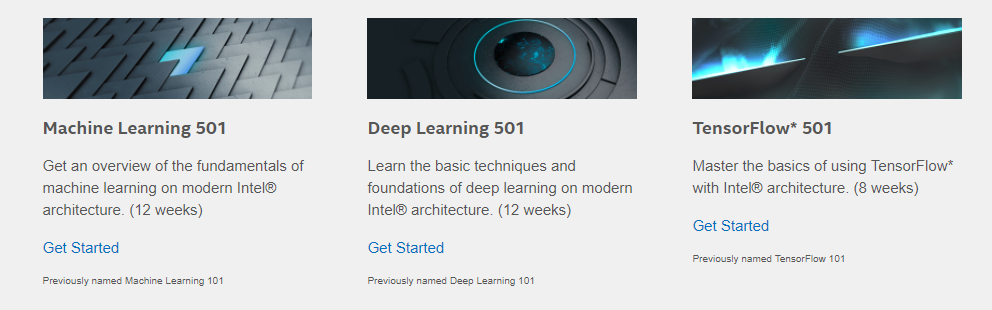 Machine Learning 501
Get an overview of the fundamentals of
machine learning on modern Intel®
architecture. (12 weeks)
Get Started
Previously named Machine Learning 101
Deep Learning 501
Learn the basic techniques and
foundations of deep learning on modern
Intel® architecture. (12 weeks)
Get Started
Previously named Deep Learning 101
TensorFlow* 501
Master the basics of using TensorFlow*
with Intel® architecture. (8 weeks)
Get Started
Previously named TensorFlow 101